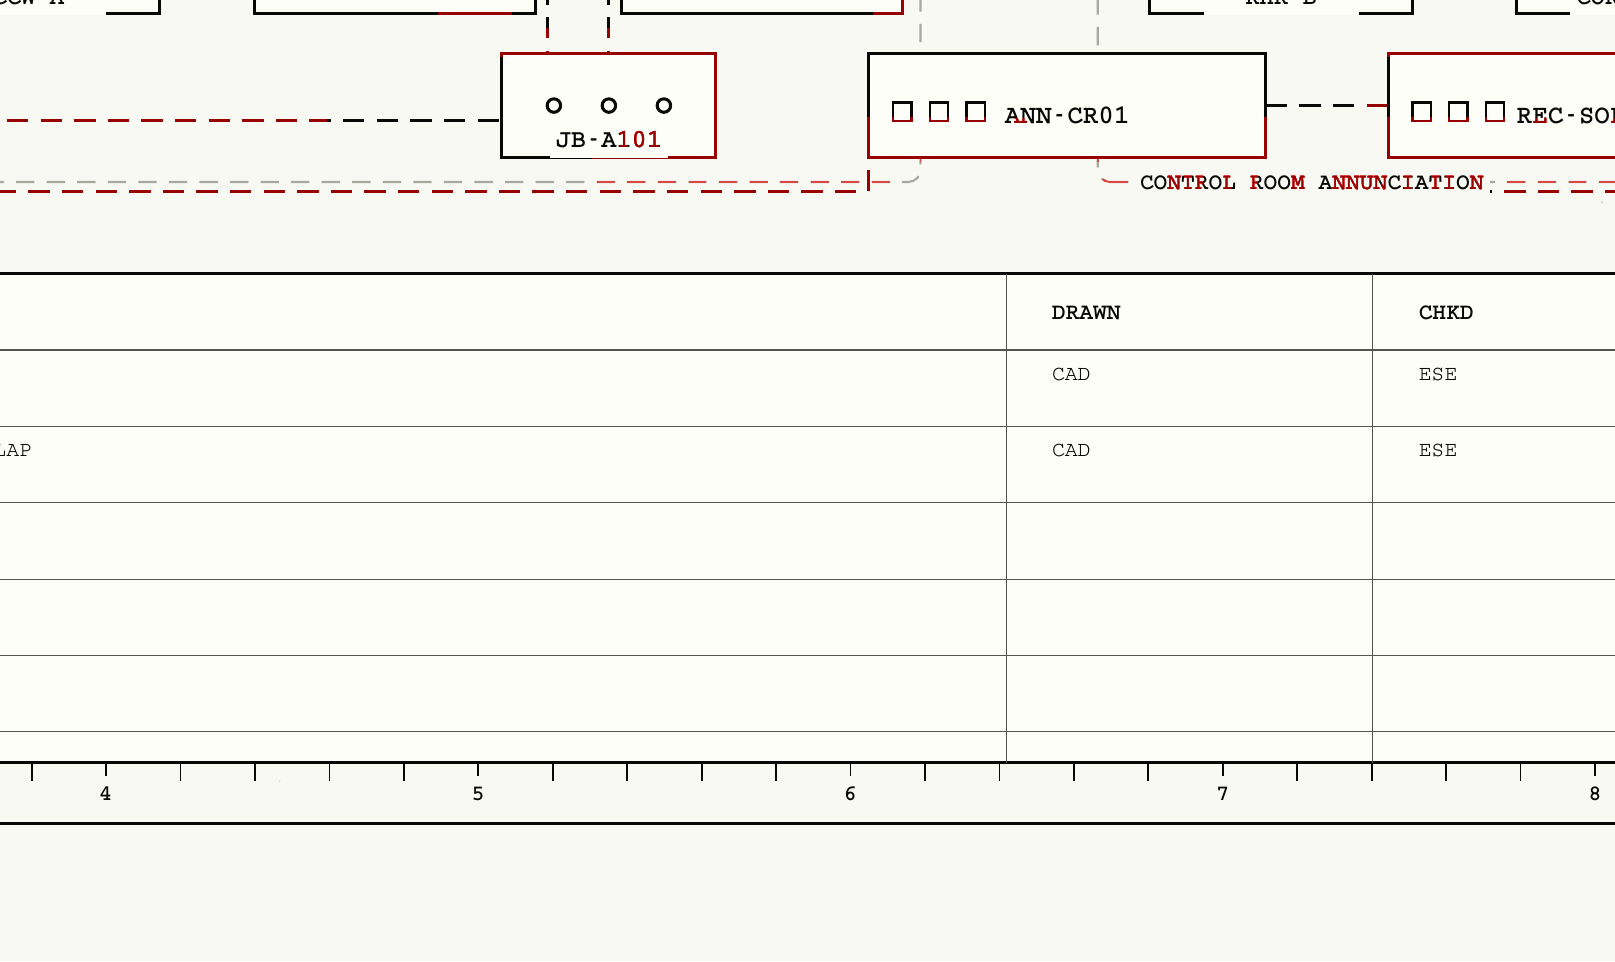 ANN-CR01
JB-A101
CONTROL ROOM ANNUNCIATION
DRAWN CHKD
CAD ESE
CAD ESE
4 5 6 7 8